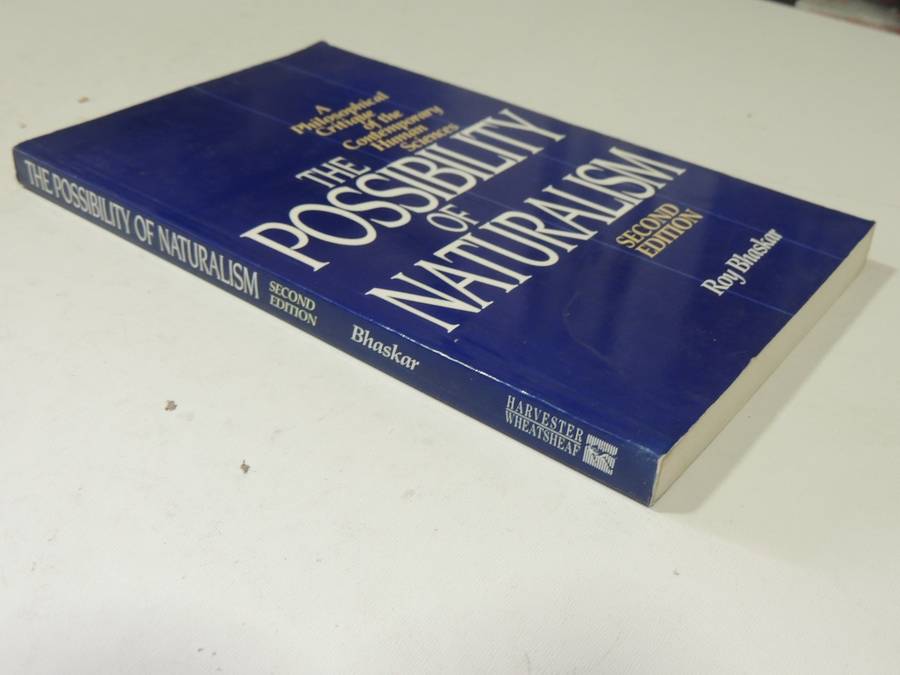 A
Philosophical
Critique
of the
Contemporary
Human
Sciences
THE
POSSIBILITY
OF
NATURALISM
SECOND
EDITION
Roy Bhaskar
THE POSSIBILITY OF NATURALISM
SECOND
EDITION
Bhaskar
HARVESTER
WHEATSHEAF